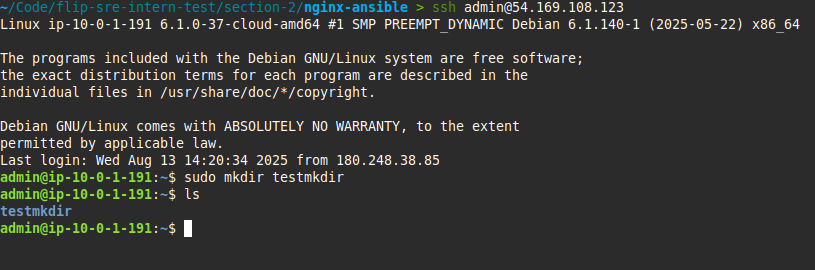 ~/Code/flip-sre-intern-test/section-2/nginx-ansible > ssh admin@54.169.108.123
Linux ip-10-0-1-191 6.1.0-37-cloud-amd64 #1 SMP PREEMPT_DYNAMIC Debian 6.1.140-1 (2025-05-22) x86_64
The programs included with the Debian GNU/Linux system are free software;
the exact distribution terms for each program are described in the
individual files in /usr/share/doc/*/copyright.
Debian GNU/Linux comes with ABSOLUTELY NO WARRANTY, to the extent
permitted by applicable law.
Last login: Wed Aug 13 14:20:34 2025 from 180.248.38.85
admin@ip-10-0-1-191:~$ sudo mkdir testmkdir
admin@ip-10-0-1-191:~$ ls
testmkdir
admin@ip-10-0-1-191:~$